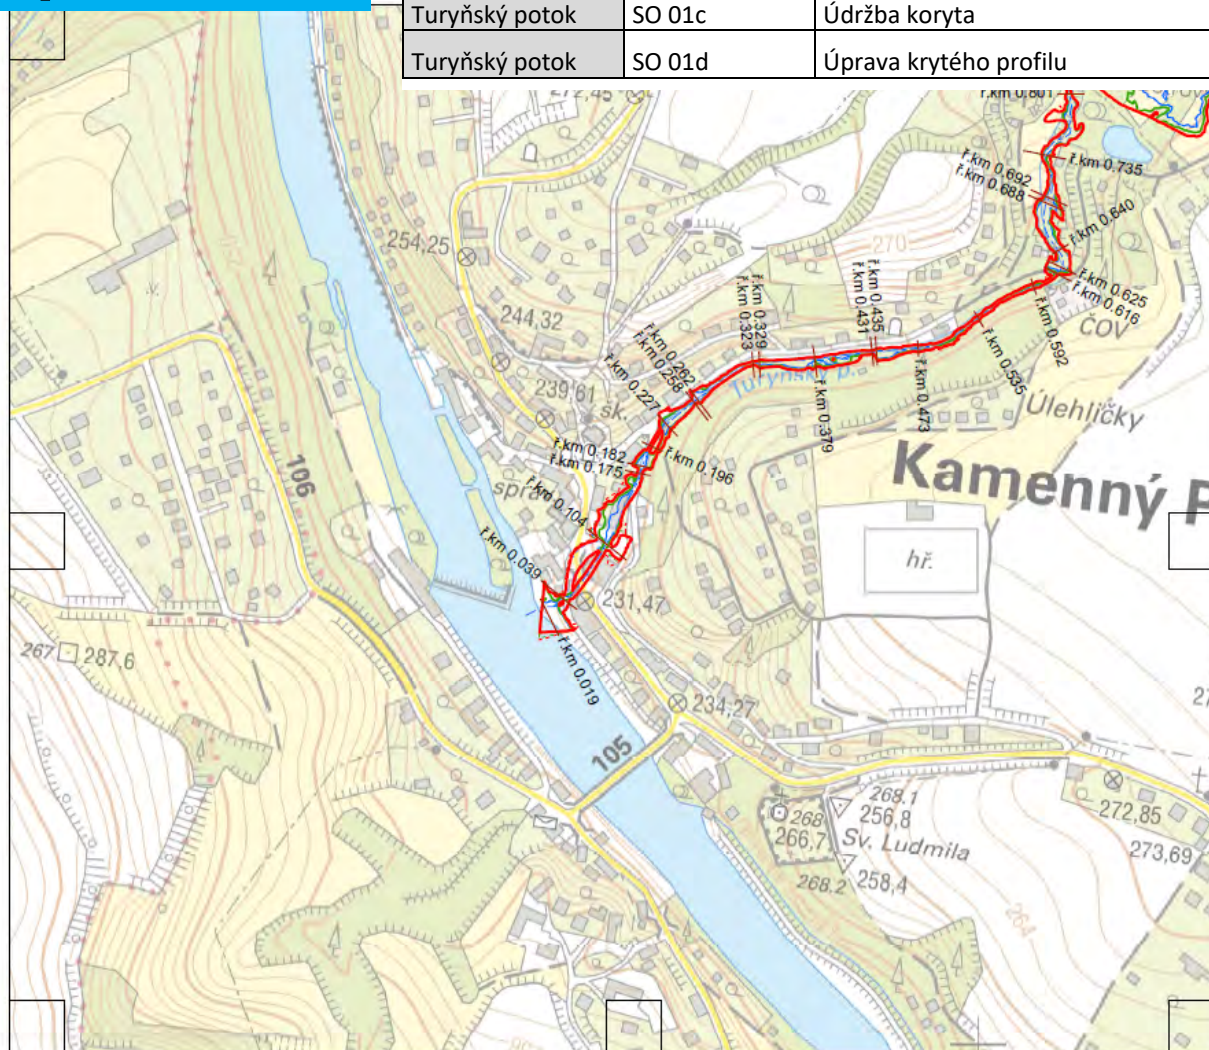 Turyňský potok SO 01c Údržba koryta
Turyňský potok SO 01d Úprava krytého profilu
272,45
ř.km 0.801
ř.km 0.735
ř.km 0.692
ř.km 0.688
ř.km 0.640
254,25
270
ř.km 0.625
ř.km 0.616
ČOV
ř.km 0.592
ř.km 0.535
ř.km 0.435
ř.km 0.431
ř.km 0.473
ř.km 0.379
ř.km 0.329
ř.km 0.323
244,32
ř.km 0.262
ř.km 0.258
ř.km 0.227
239,61
šk.
Úlehličky
Kamenný
ř.km 0.182
ř.km 0.175
ř.km 0.196
106
ř.km 0.104
hř.
ř.km 0.039
231,47
267 287,6
ř.km 0.019
234,27
105
268.1
256,8
272,85
268
266,7
Sv. Ludmila
273,69
268.2 258,4
264